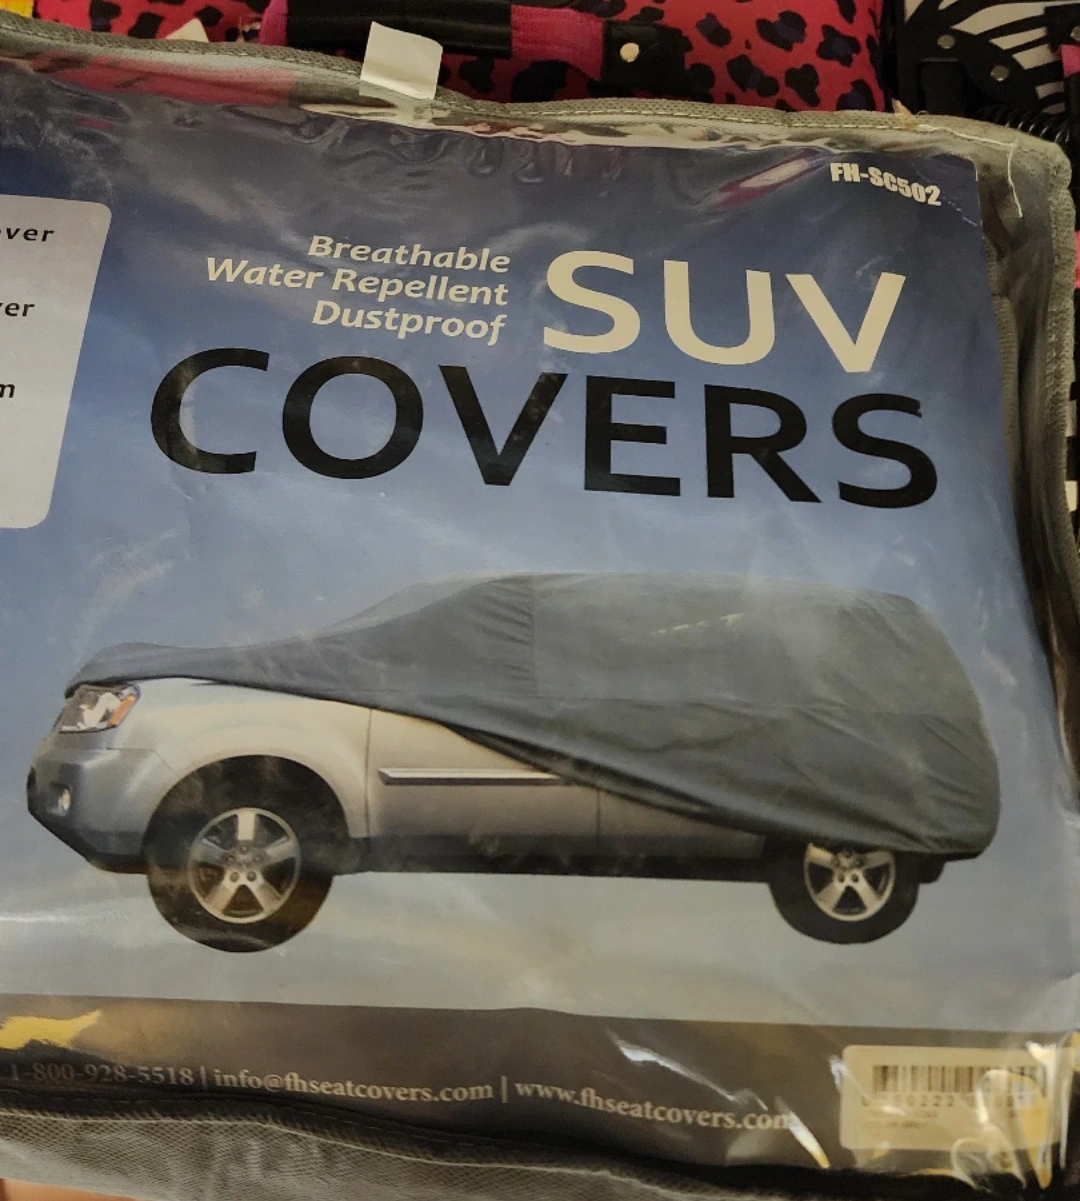 FH-SC502
Breathable
Water Repellent
Dustproof
SUV
COVERS
1-800-928-5518 | info@fhseatcovers.com | www.fhseatcovers.com